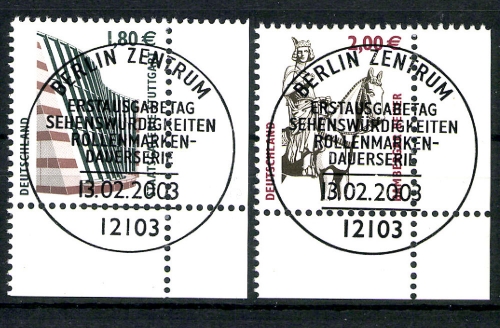 1,80 €
DEUTSCHLAND
BERLIN ZENTRUM
ERSTAUSGABETAG
SEHENSWÜRDIGKEITEN
ROLLENMARKEN-
DAUERSERIE
13.02.2003
12103
2,00 €
DEUTSCHLAND
BERLIN ZENTRUM
ERSTAUSGABETAG
SEHENSWÜRDIGKEITEN
ROLLENMARKEN-
DAUERSERIE
13.02.2003
12103